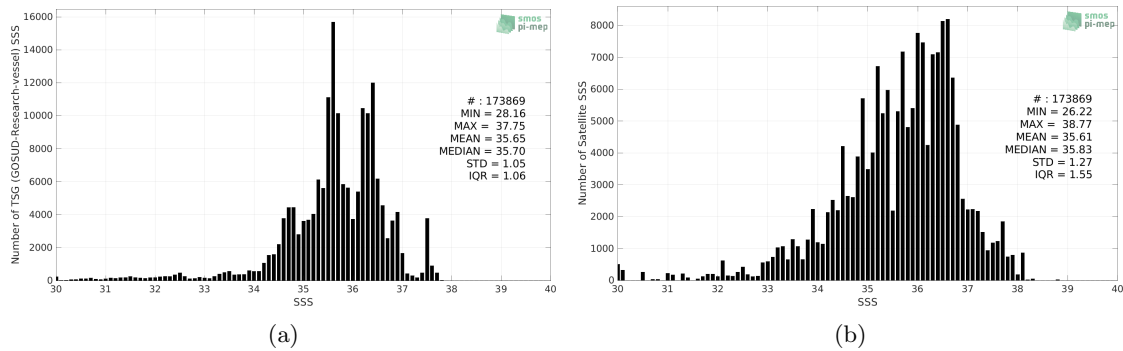 Number of TSG (GOSUD-Research-vessel) SSS
16000
14000
12000
10000
8000
6000
4000
2000
0
30 31 32 33 34 35 36 37 38 39 40
SSS
smos
pi-mep
# : 173869
MIN = 28.16
MAX = 37.75
MEAN = 35.65
MEDIAN = 35.70
STD = 1.05
IQR = 1.06
(a)
Number of Satellite SSS
8000
7000
6000
5000
4000
3000
2000
1000
0
30 31 32 33 34 35 36 37 38 39 40
SSS
smos
pi-mep
# : 173869
MIN = 26.22
MAX = 38.77
MEAN = 35.61
MEDIAN = 35.83
STD = 1.27
IQR = 1.55
(b)